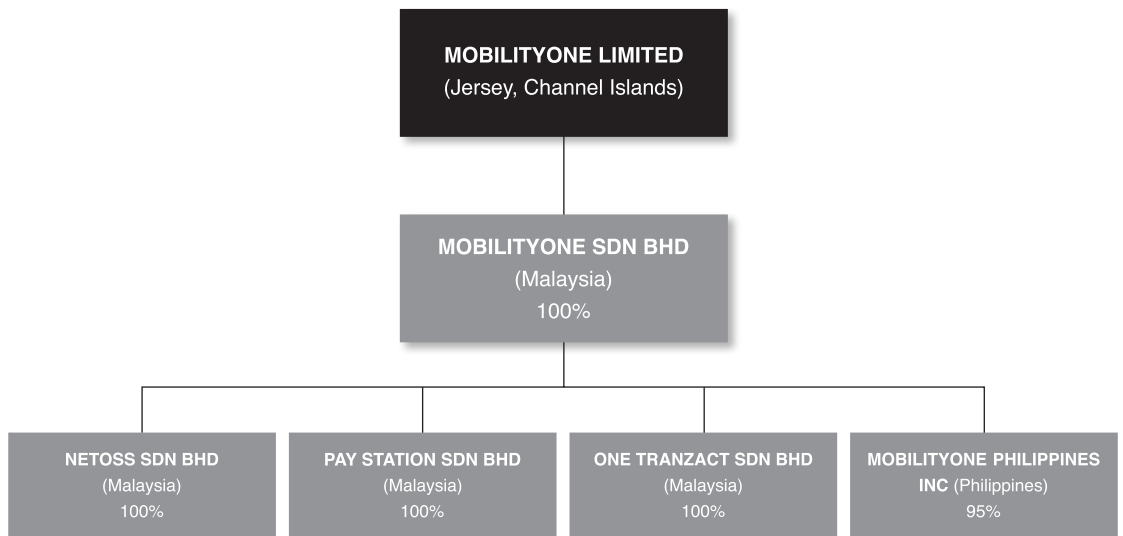 MOBILITYONE LIMITED
(Jersey, Channel Islands)
MOBILITYONE SDN BHD
(Malaysia)
100%
NETOSS SDN BHD
(Malaysia)
100%
PAY STATION SDN BHD
(Malaysia)
100%
ONE TRANZACT SDN BHD
(Malaysia)
100%
MOBILITYONE PHILIPPINES
INC (Philippines)
95%